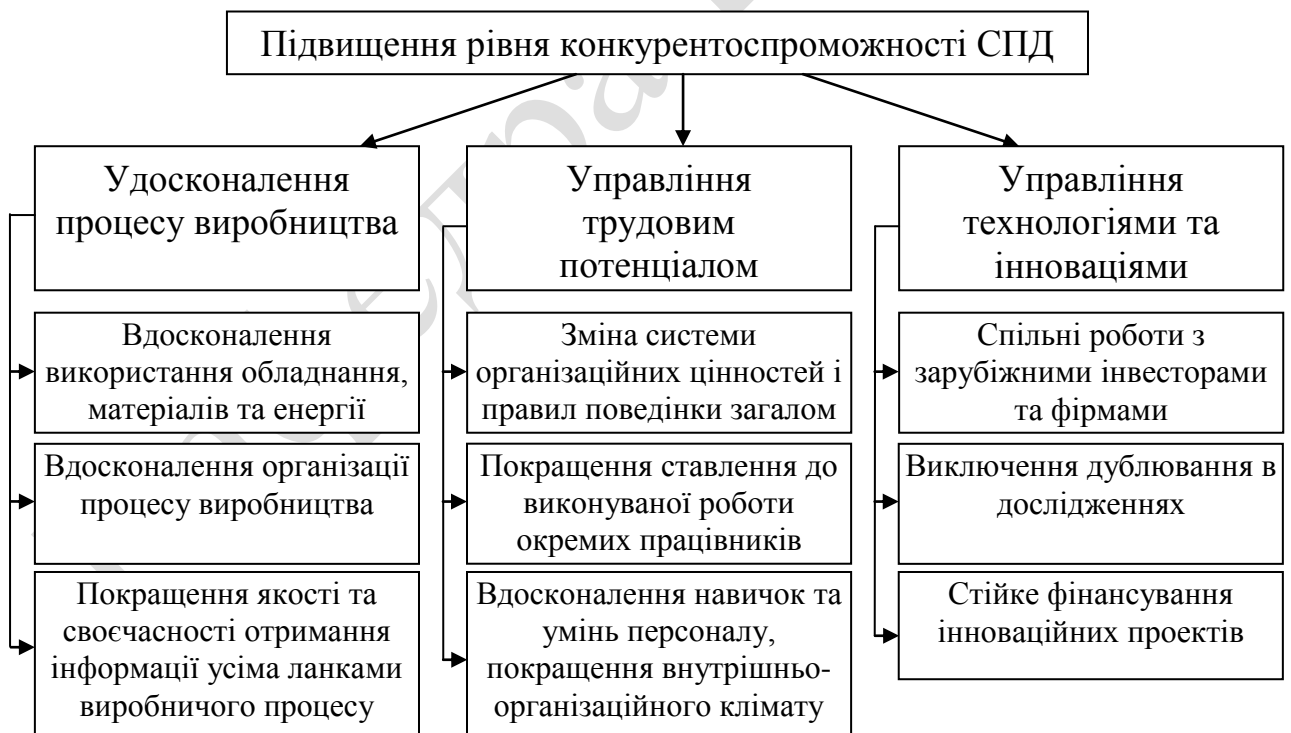 Підвищення рівня конкурентоспроможності СПД
Удосконалення
процесу виробництва
Вдосконалення
використання обладнання,
матеріалів та енергії
Вдосконалення організації
процесу виробництва
Покращення якості та
своєчасності отримання
інформації усіма ланками
виробничого процесу
Управління
трудовим
потенціалом
Зміна системи
організаційних цінностей і
правил поведінки загалом
Покращення ставлення до
виконуваної роботи
окремих працівників
Вдосконалення навичок та
умінь персоналу,
покращення внутрішньо-
організаційного клімату
Управління
технологіями та
інноваціями
Спільні роботи з
зарубіжними інвесторами
та фірмами
Виключення дублювання в
дослідженнях
Стійке фінансування
інноваційних проектів